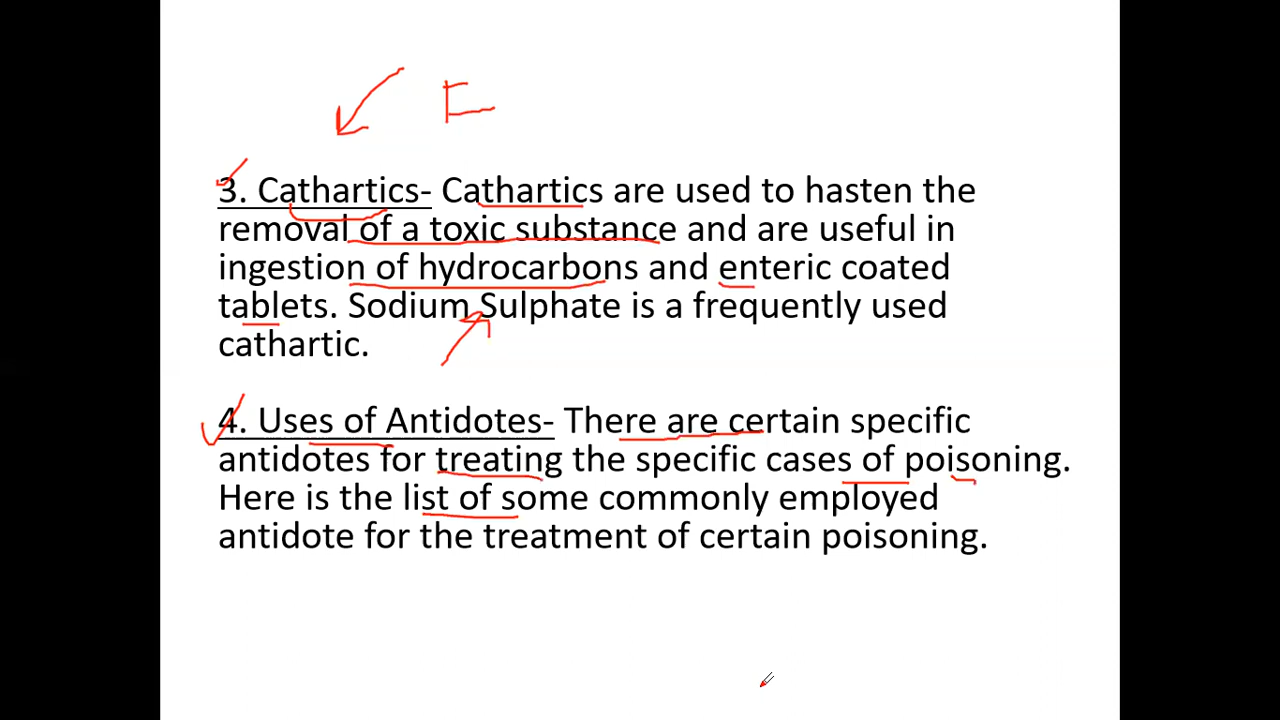 3. Cathartics- Cathartics are used to hasten the
removal of a toxic substance and are useful in
ingestion of hydrocarbons and enteric coated
tablets. Sodium Sulphate is a frequently used
cathartic.
4. Uses of Antidotes- There are certain specific
antidotes for treating the specific cases of poisoning.
Here is the list of some commonly employed
antidote for the treatment of certain poisoning.